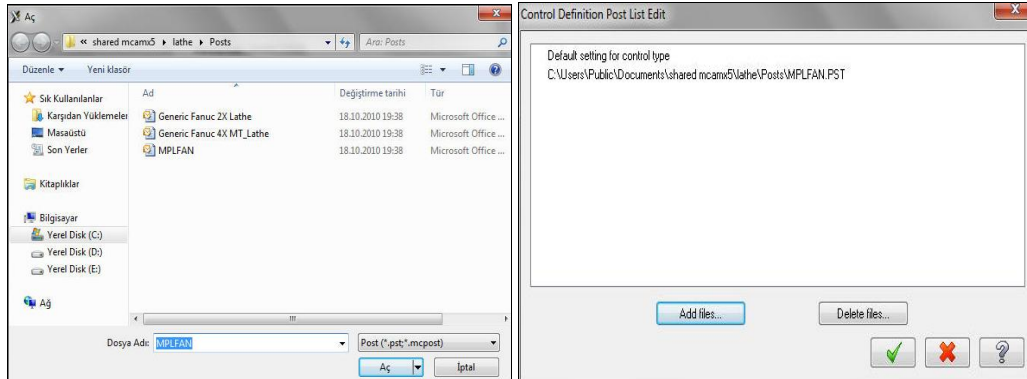 Aç
« shared mcamx5 ▸ lathe ▸ Posts
Ara: Posts
Düzenle ▾ Yeni klasör
Sık Kullanılanlar
Karşıdan Yüklemeler
Masaüstü
Son Yerler
Kitaplıklar
Bilgisayar
Yerel Disk (C:)
Yerel Disk (D:)
Yerel Disk (E:)
Ağ
Ad Değiştirme tarihi Tür
Generic Fanuc 2X Lathe 18.10.2010 19:38 Microsoft Office ...
Generic Fanuc 4X MT_Lathe 18.10.2010 19:38 Microsoft Office ...
MPLFAN 18.10.2010 19:38 Microsoft Office ...
Dosya Adı: MPLFAN Post (*.pst;*.mcpost)
Aç İptal
Control Definition Post List Edit
Default setting for control type
C:\Users\Public\Documents\shared mcamx5\lathe\Posts\MPLFAN.PST
Add files... Delete files...